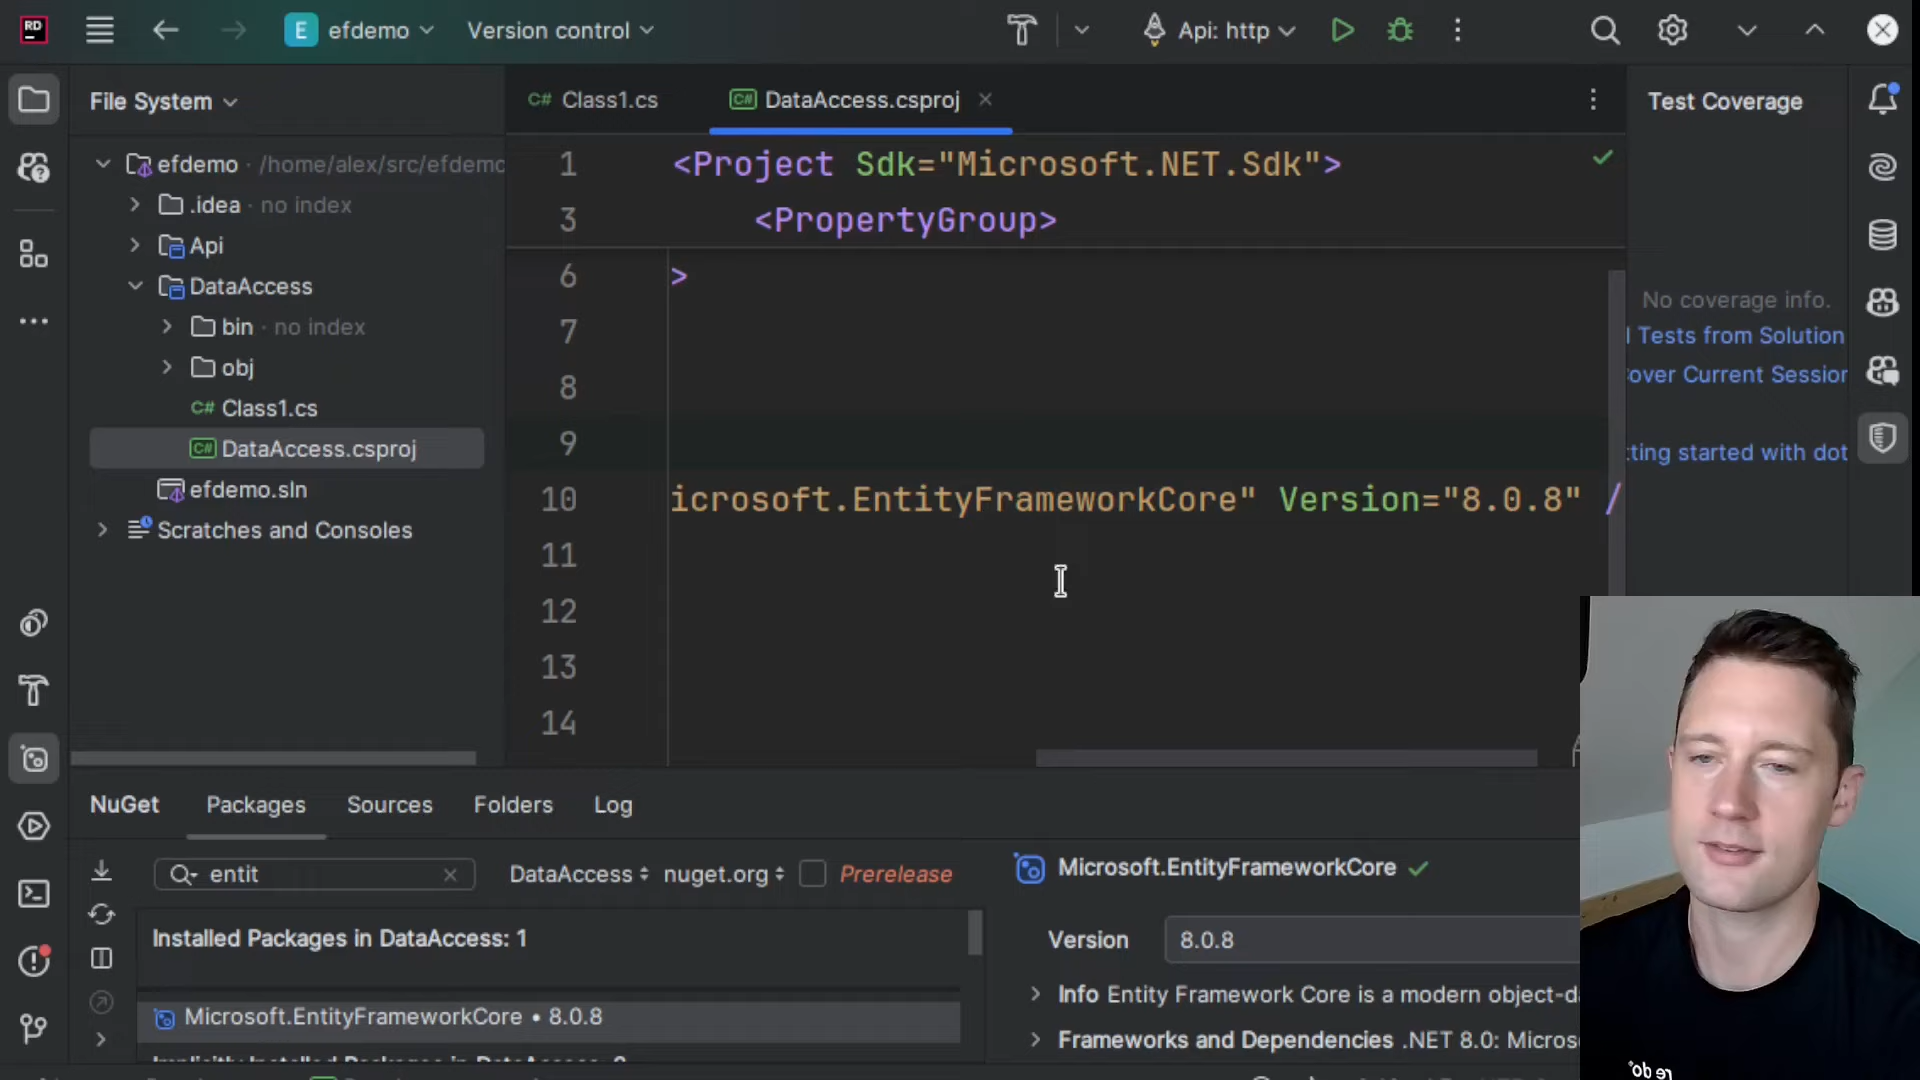 RD
E efdemo
Version control
Api: http
File System
Class1.cs
DataAccess.csproj
Test Coverage
efdemo · /home/alex/src/efdemo
.idea · no index
Api
DataAccess
bin · no index
obj
C# Class1.cs
C# DataAccess.csproj
efdemo.sln
Scratches and Consoles
1 <Project Sdk="Microsoft.NET.Sdk">
3 <PropertyGroup>
6 >
7
8
9
10 icrosoft.EntityFrameworkCore" Version="8.0.8" /
11
12
13
14
No coverage info.
Tests from Solution
over Current Session
ting started with dot
NuGet Packages Sources Folders Log
entit
DataAccess
nuget.org
Prerelease
Installed Packages in DataAccess: 1
Microsoft.EntityFrameworkCore • 8.0.8
Microsoft.EntityFrameworkCore
Version 8.0.8
Info Entity Framework Core is a modern object-d
Frameworks and Dependencies .NET 8.0: Micros